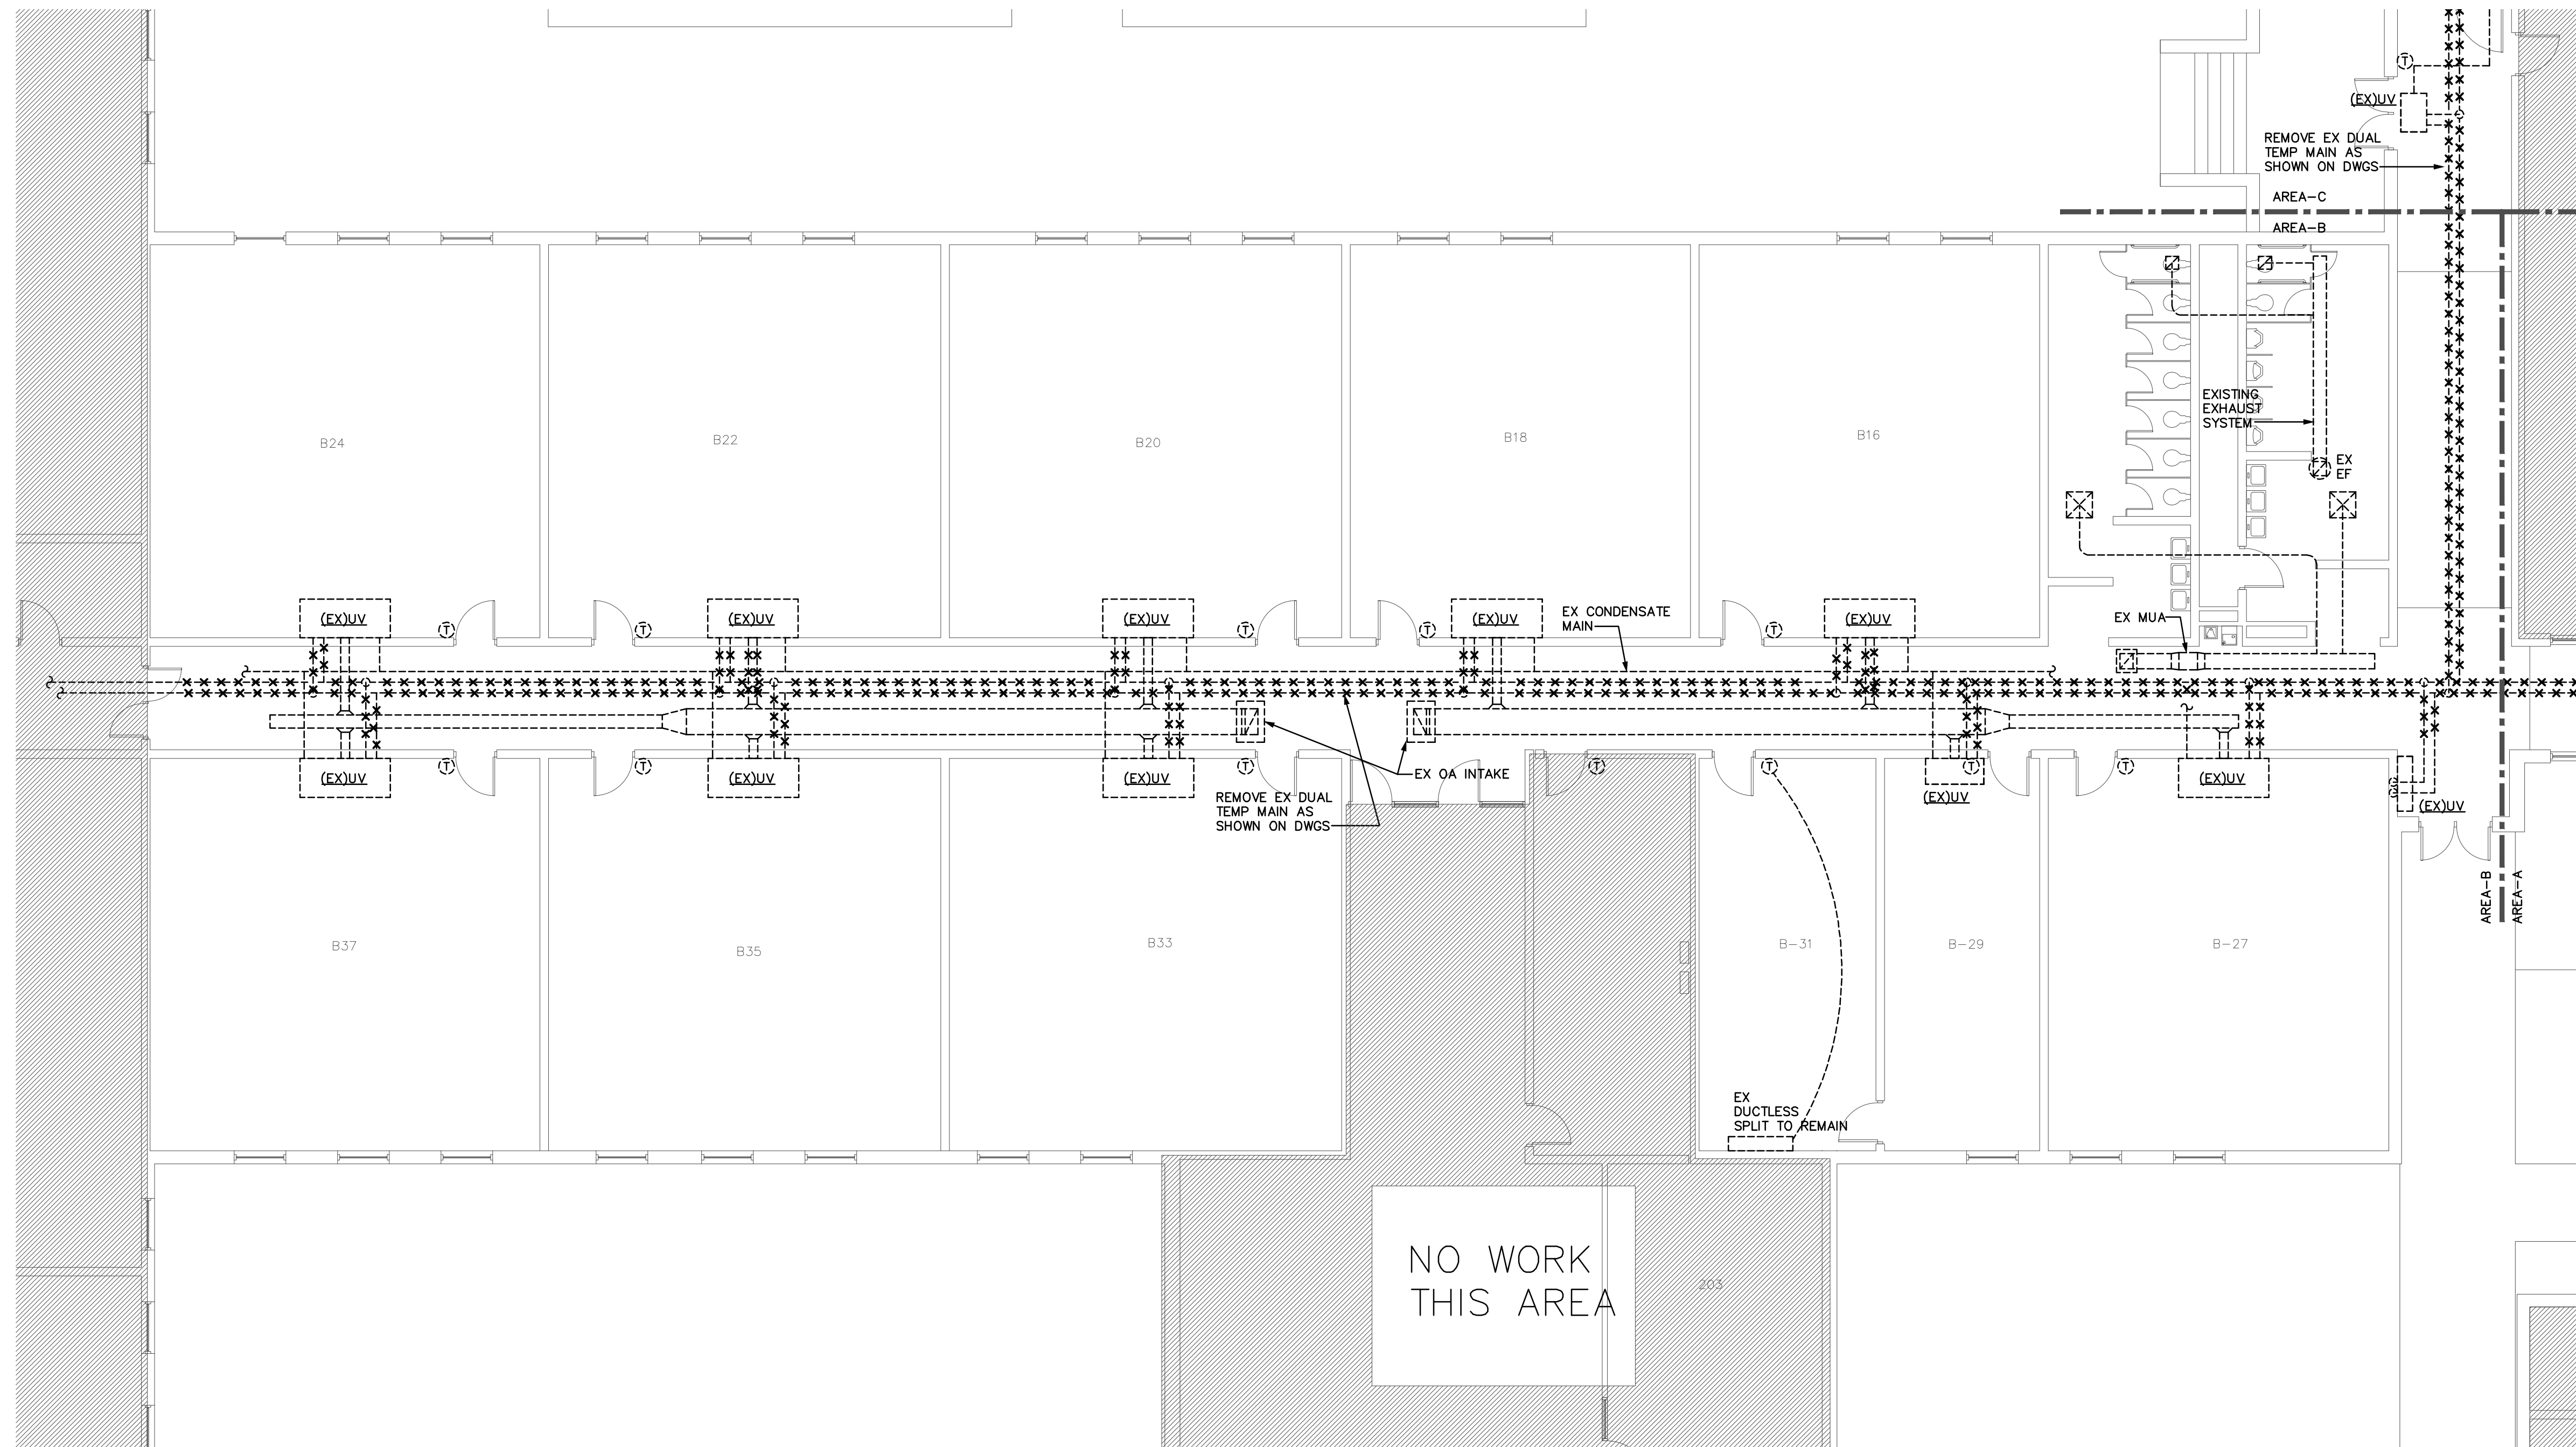 T
(EX)UV
REMOVE EX DUAL
TEMP MAIN AS
SHOWN ON DWGS
AREA-C
AREA-B
EXISTING
EXHAUST
SYSTEM
EX
EF
B24
B22
B20
B18
B16
(EX)UV
(EX)UV
(EX)UV
(EX)UV
(EX)UV
EX CONDENSATE
MAIN
EX MUA
T
T
T
T
T
T
T
T
T
T
T
T
(EX)UV
(EX)UV
(EX)UV
EX OA INTAKE
(EX)UV
(EX)UV
(EX)UV
REMOVE EX DUAL
TEMP MAIN AS
SHOWN ON DWGS
AREA-B
AREA-A
B37
B35
B33
B-31
B-29
B-27
EX
DUCTLESS
SPLIT TO REMAIN
NO WORK
THIS AREA
203